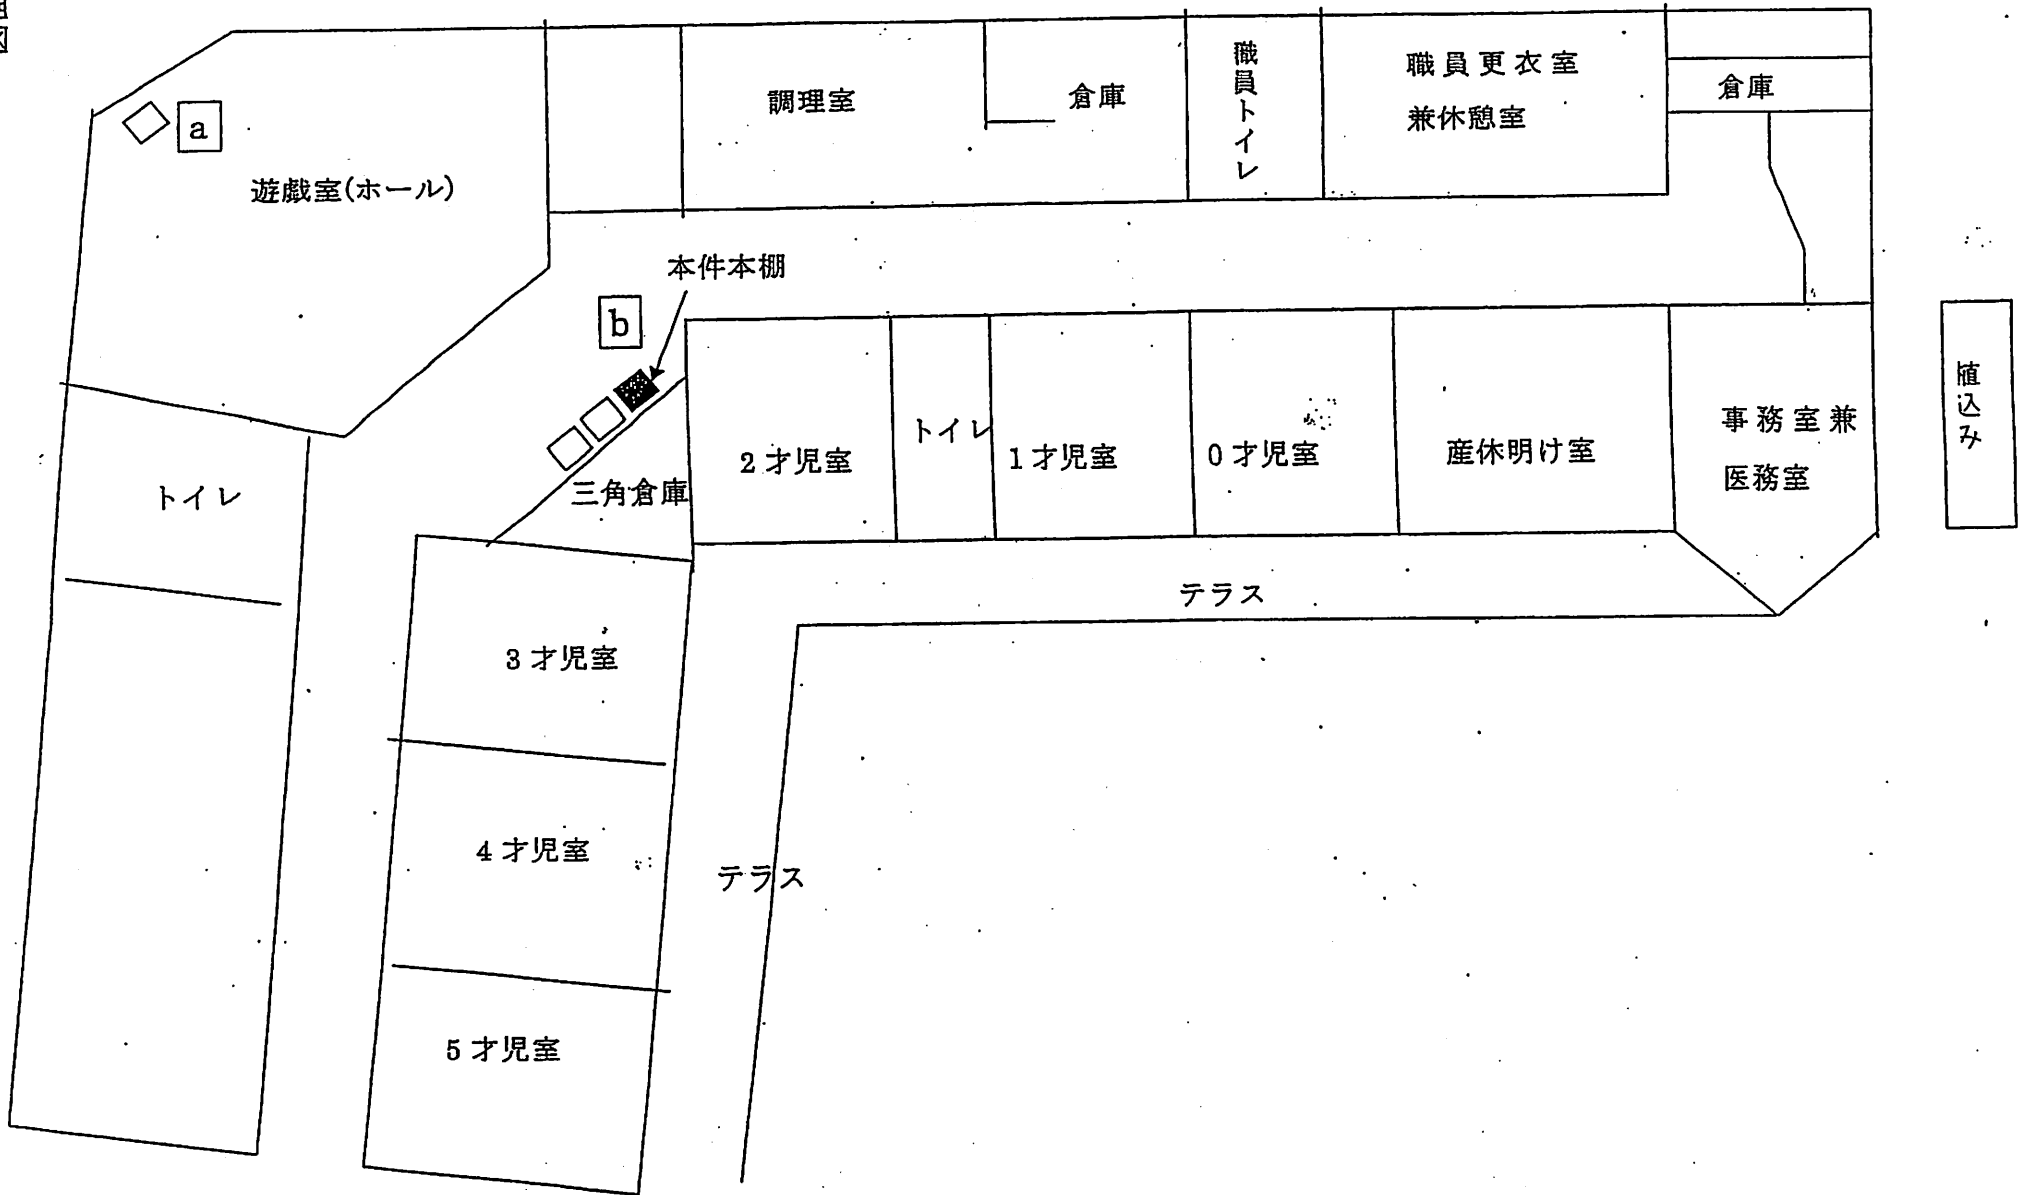 調理室
倉庫
職員トイレ
職員更衣室
兼休憩室
倉庫
a
遊戯室(ホール)
本件本棚
b
植込み
2才児室
トイレ
1才児室
0才児室
産休明け室
事務室兼
医務室
トイレ
三角倉庫
テラス
3才児室
4才児室
テラス
5才児室